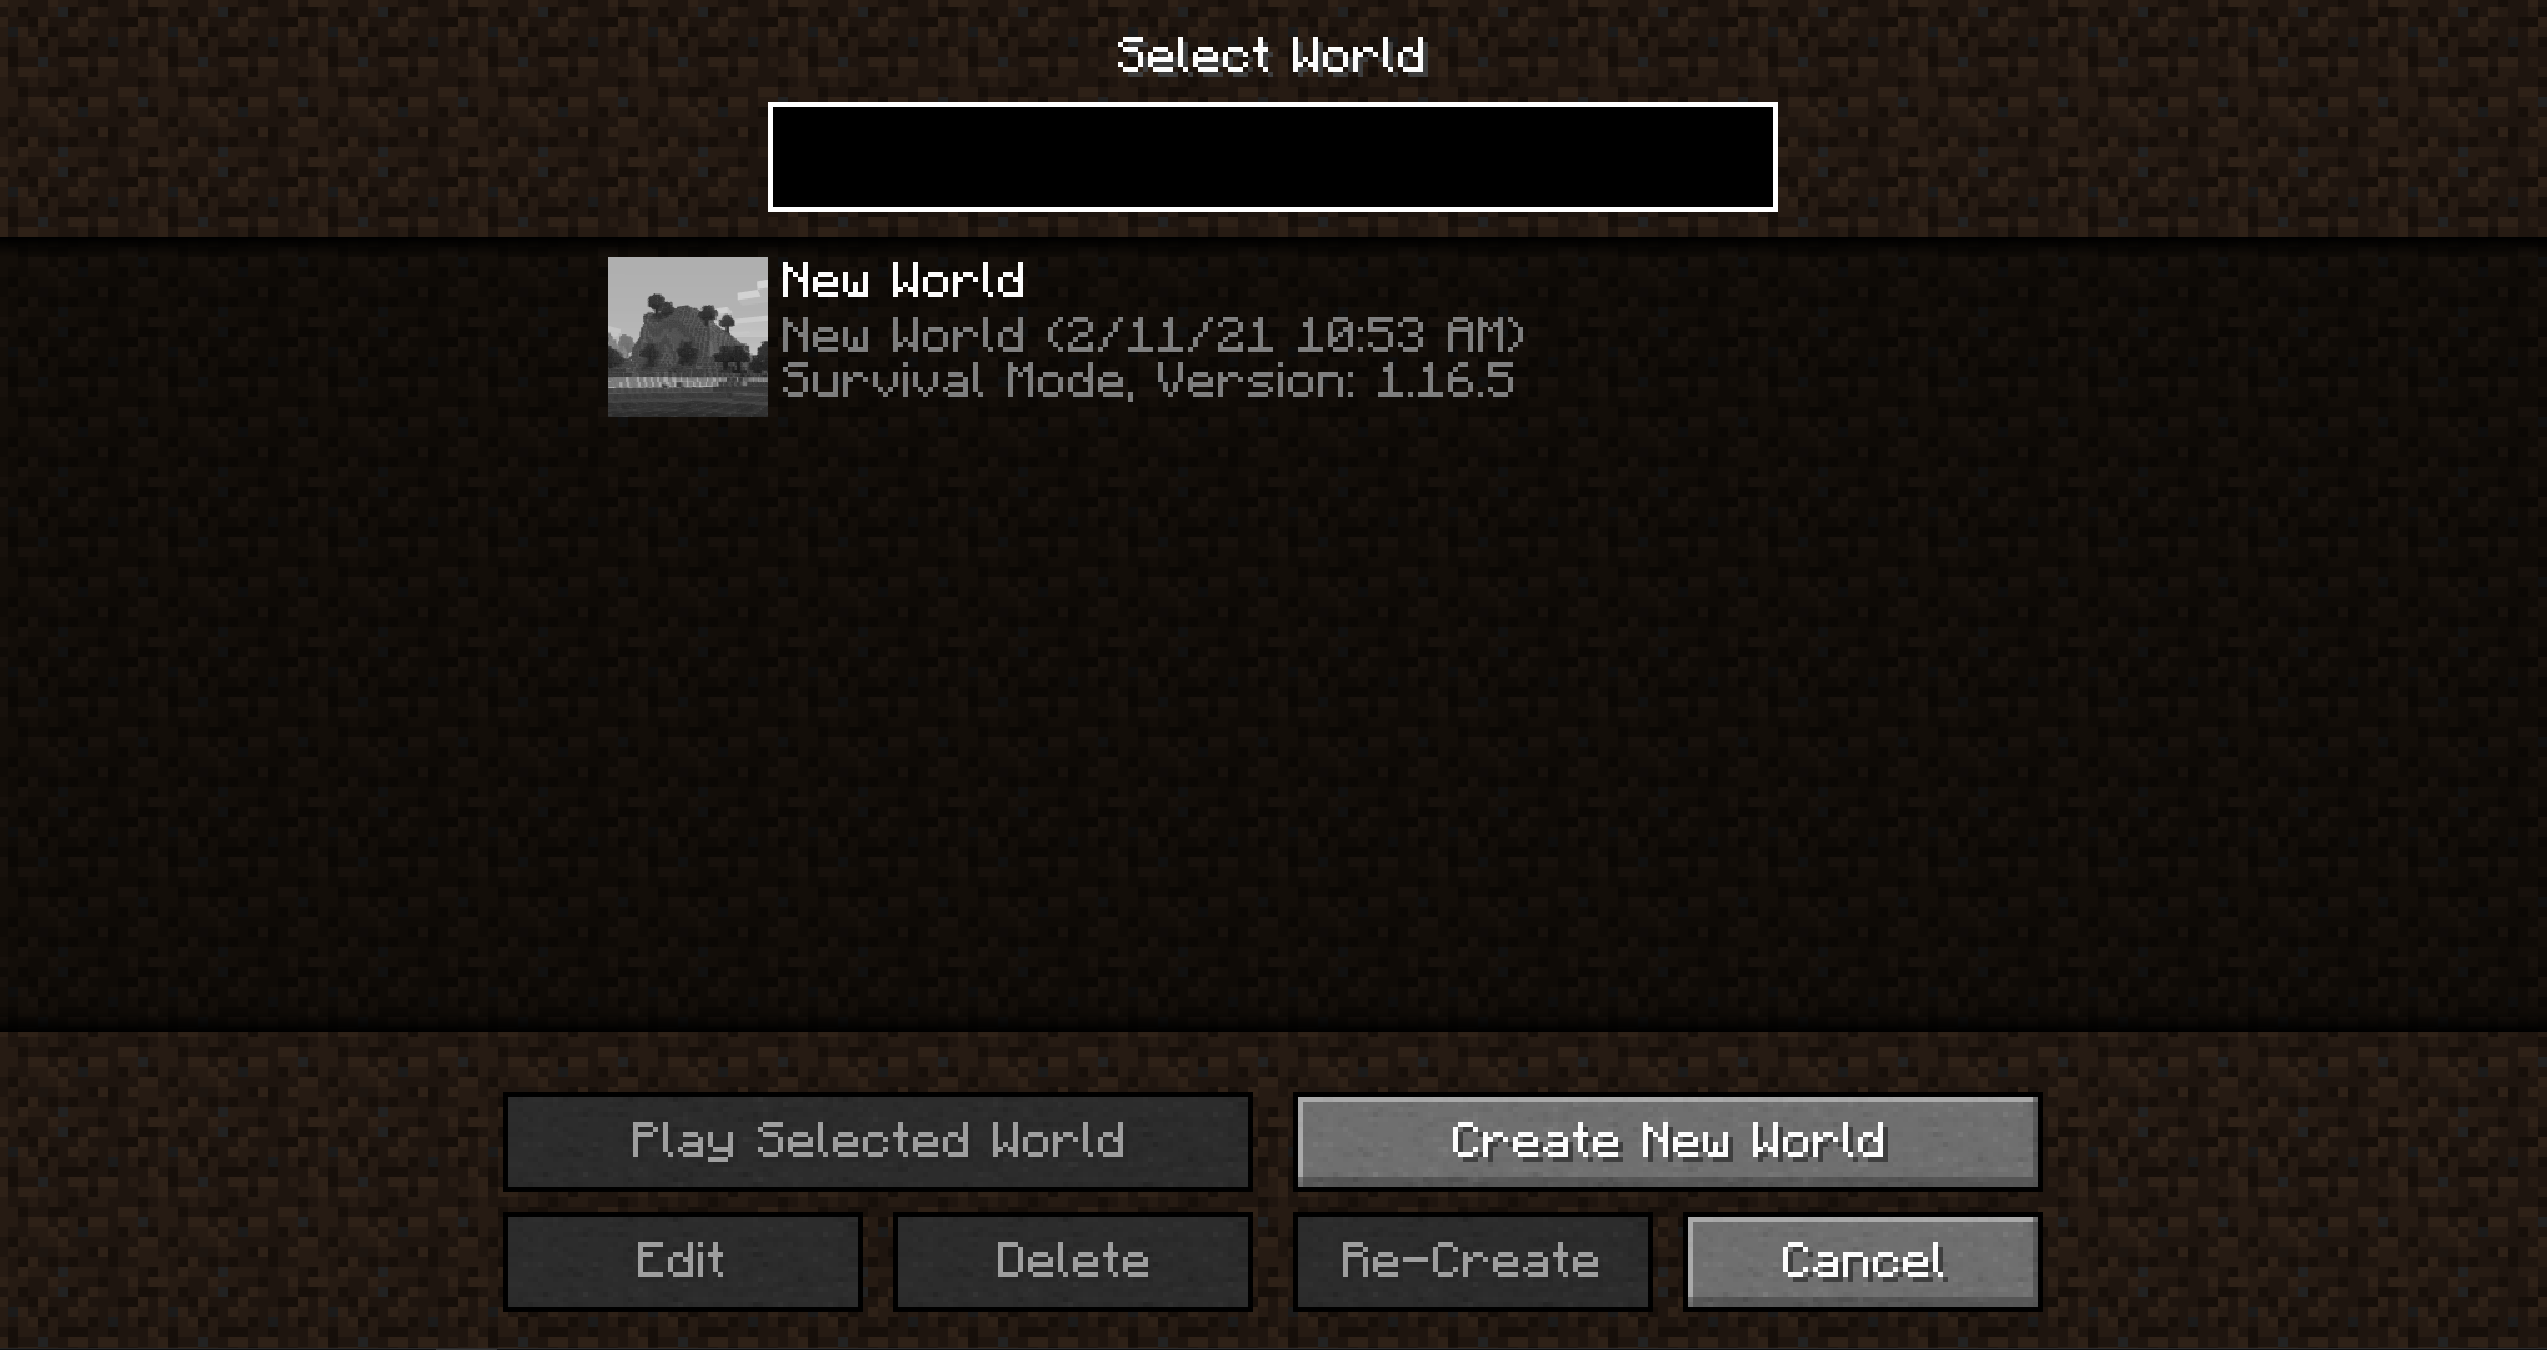 Select World
New World
New World (2/11/21 10:53 AM)
Survival Mode, Version: 1.16.5
Play Selected World
Create New World
Edit
Delete
Re-Create
Cancel